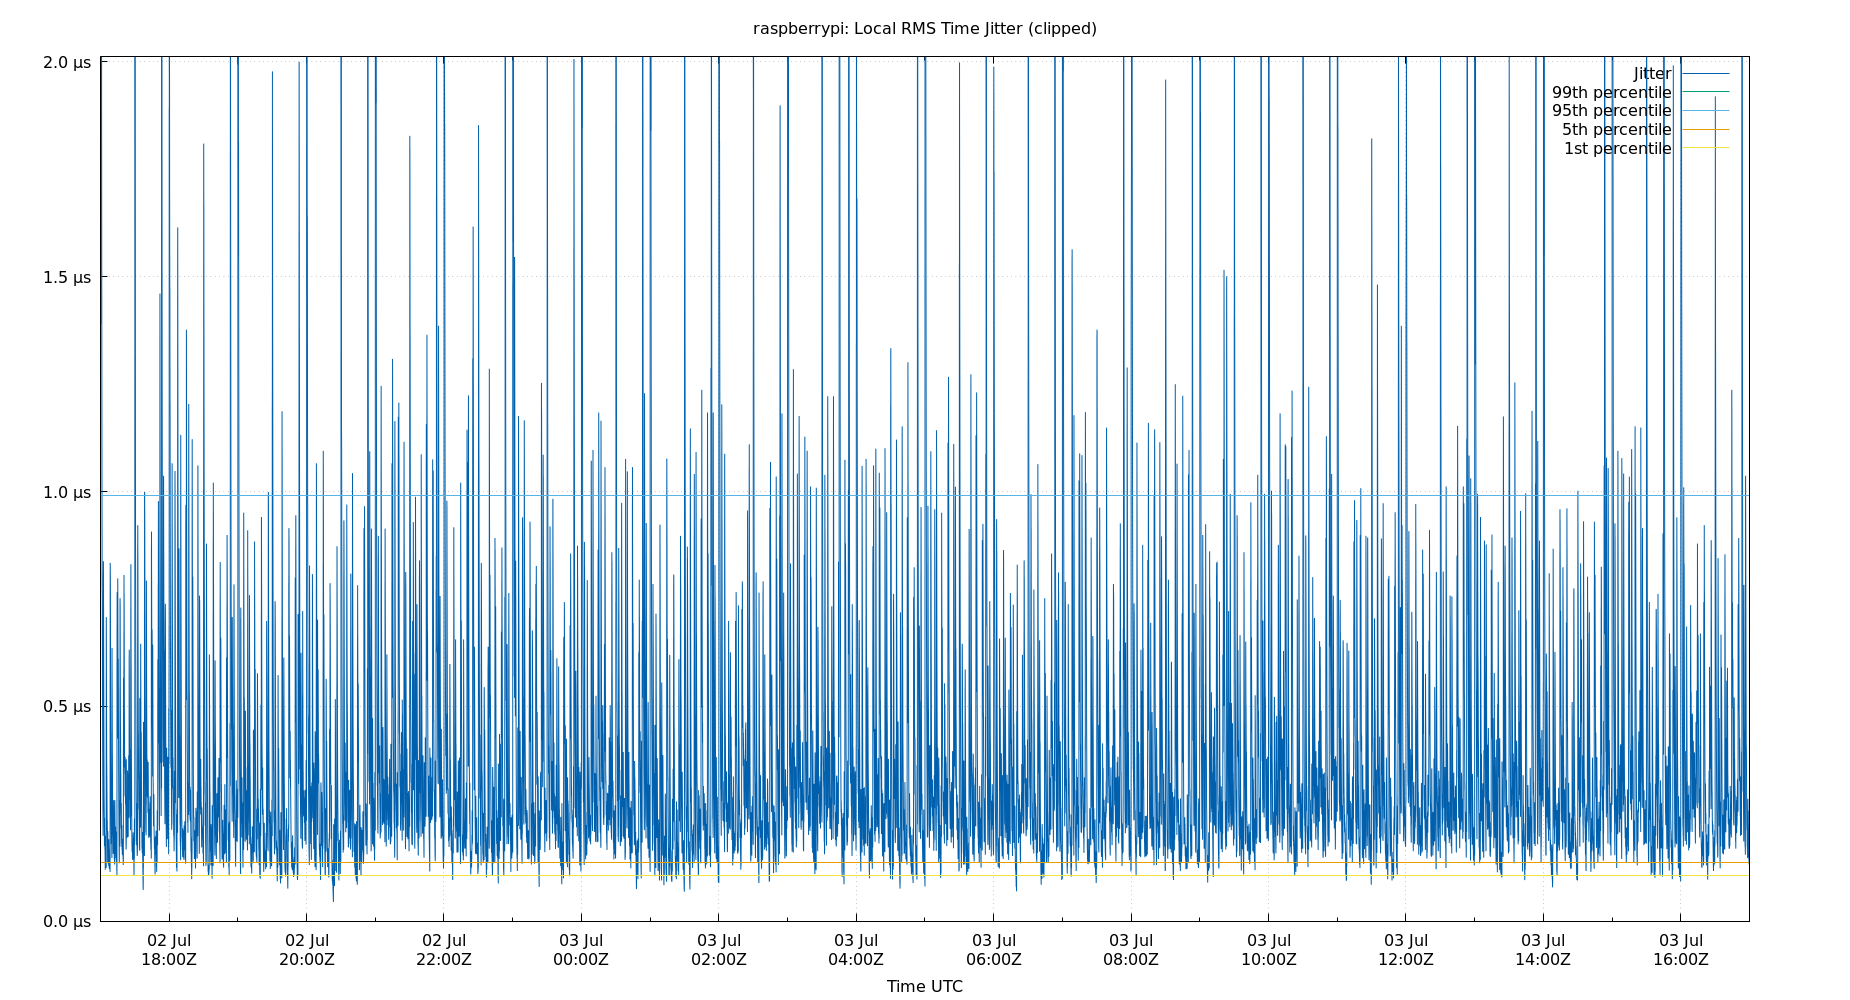 raspberrypi: Local RMS Time Jitter (clipped)
2.0 µs
1.5 µs
1.0 µs
0.5 µs
0.0 µs
Jitter
99th percentile
95th percentile
5th percentile
1st percentile
02 Jul 02 Jul 02 Jul 03 Jul 03 Jul 03 Jul 03 Jul 03 Jul 03 Jul 03 Jul 03 Jul 03 Jul
18:00Z 20:00Z 22:00Z 00:00Z 02:00Z 04:00Z 06:00Z 08:00Z 10:00Z 12:00Z 14:00Z 16:00Z
Time UTC